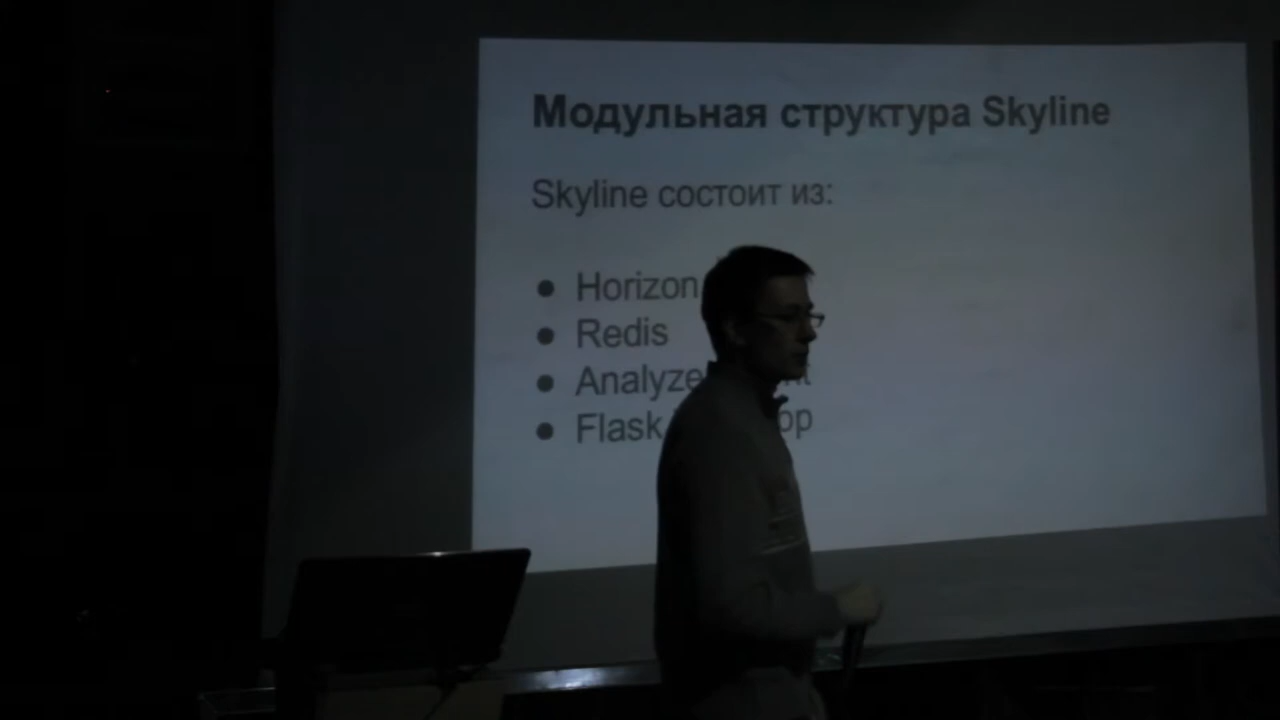 Модульная структура Skyline
Skyline состоит из:
● Horizon
● Redis
● Analyze
● Flask